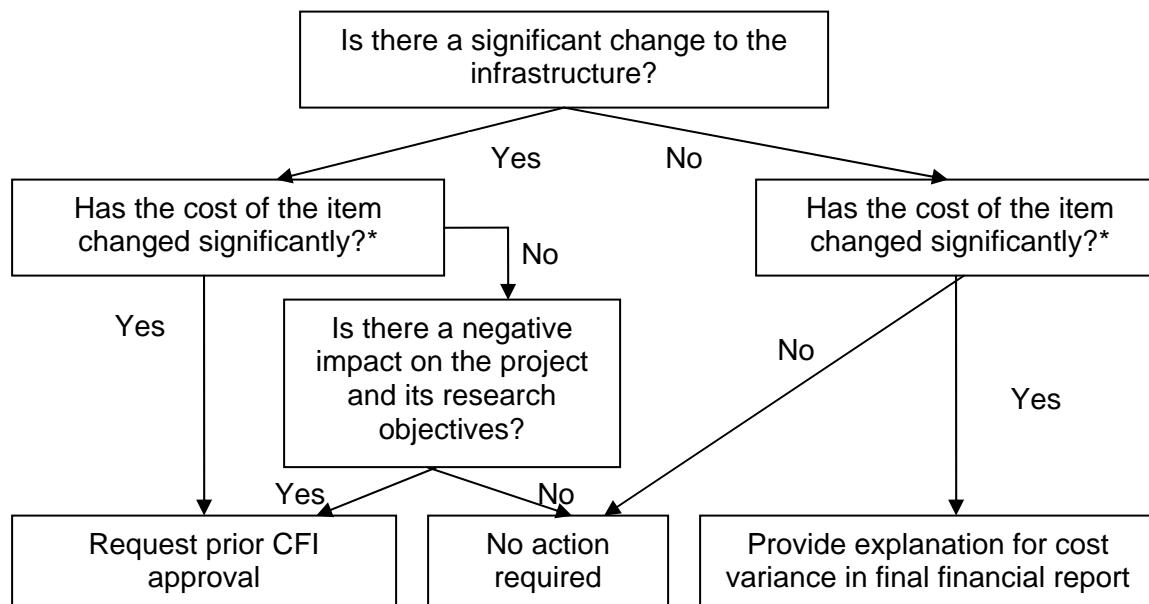 Is there a significant change to the
infrastructure?
Yes
No
Has the cost of the item
changed significantly?*
Has the cost of the item
changed significantly?*
No
Yes
Is there a negative
impact on the project
and its research
objectives?
No
Yes
Yes
No
Request prior CFI
approval
No action
required
Provide explanation for cost
variance in final financial report